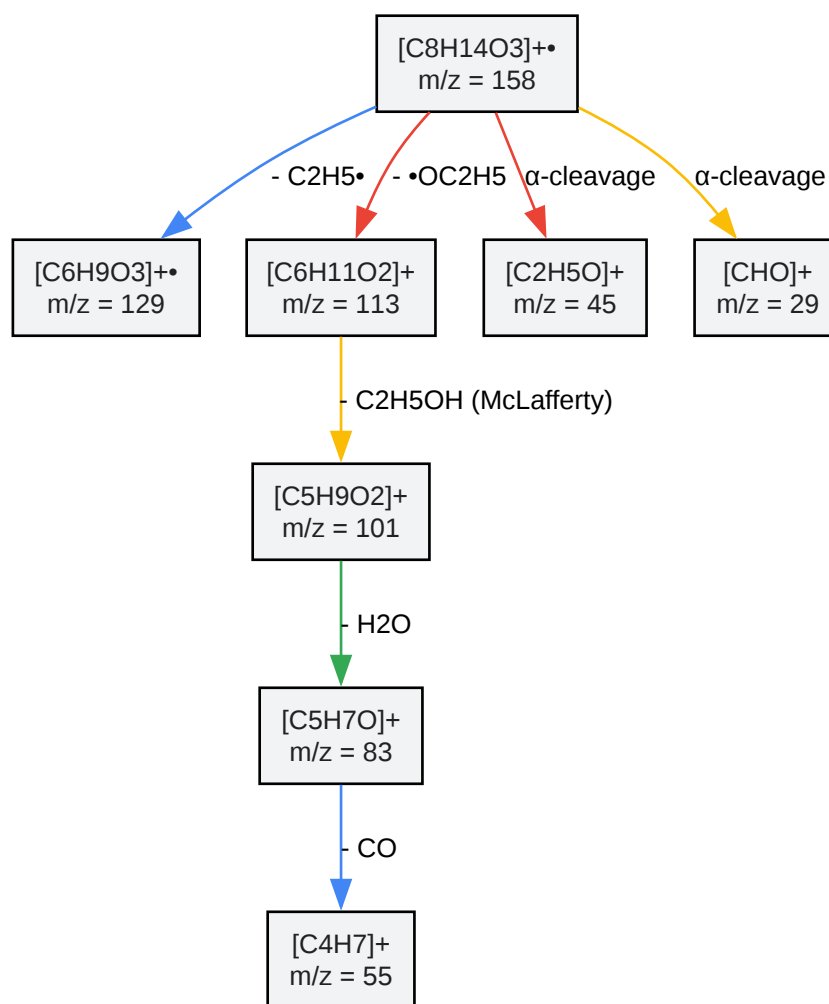 [C8H14O3]+•
m/z = 158
- C2H5•
- •OC2H5
α-cleavage
α-cleavage
[C6H9O3]+•
m/z = 129
[C6H11O2]+
m/z = 113
[C2H5O]+
m/z = 45
[CHO]+
m/z = 29
- C2H5OH (McLafferty)
[C5H9O2]+
m/z = 101
- H2O
[C5H7O]+
m/z = 83
- CO
[C4H7]+
m/z = 55